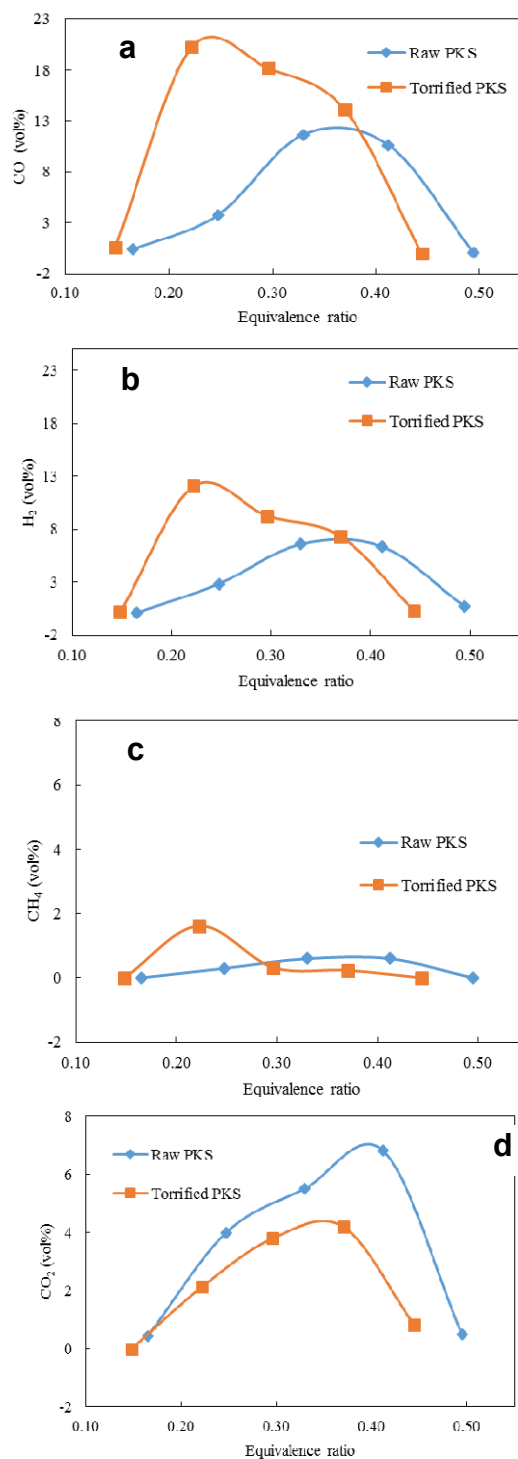 a
Raw PKS
Torrified PKS
CO (vol%)
23
18
13
8
3
-2
0.10 0.20 0.30 0.40 0.50
Equivalence ratio
b
Raw PKS
Torrified PKS
H2 (vol%)
23
18
13
8
3
-2
0.10 0.20 0.30 0.40 0.50
Equivalence ratio
c
Raw PKS
Torrified PKS
CH4 (vol%)
8
6
4
2
0
-2
0.10 0.20 0.30 0.40 0.50
Equivalence ratio
d
Raw PKS
Torrified PKS
CO2 (vol%)
8
6
4
2
0
-2
0.10 0.20 0.30 0.40 0.50
Equivalence ratio